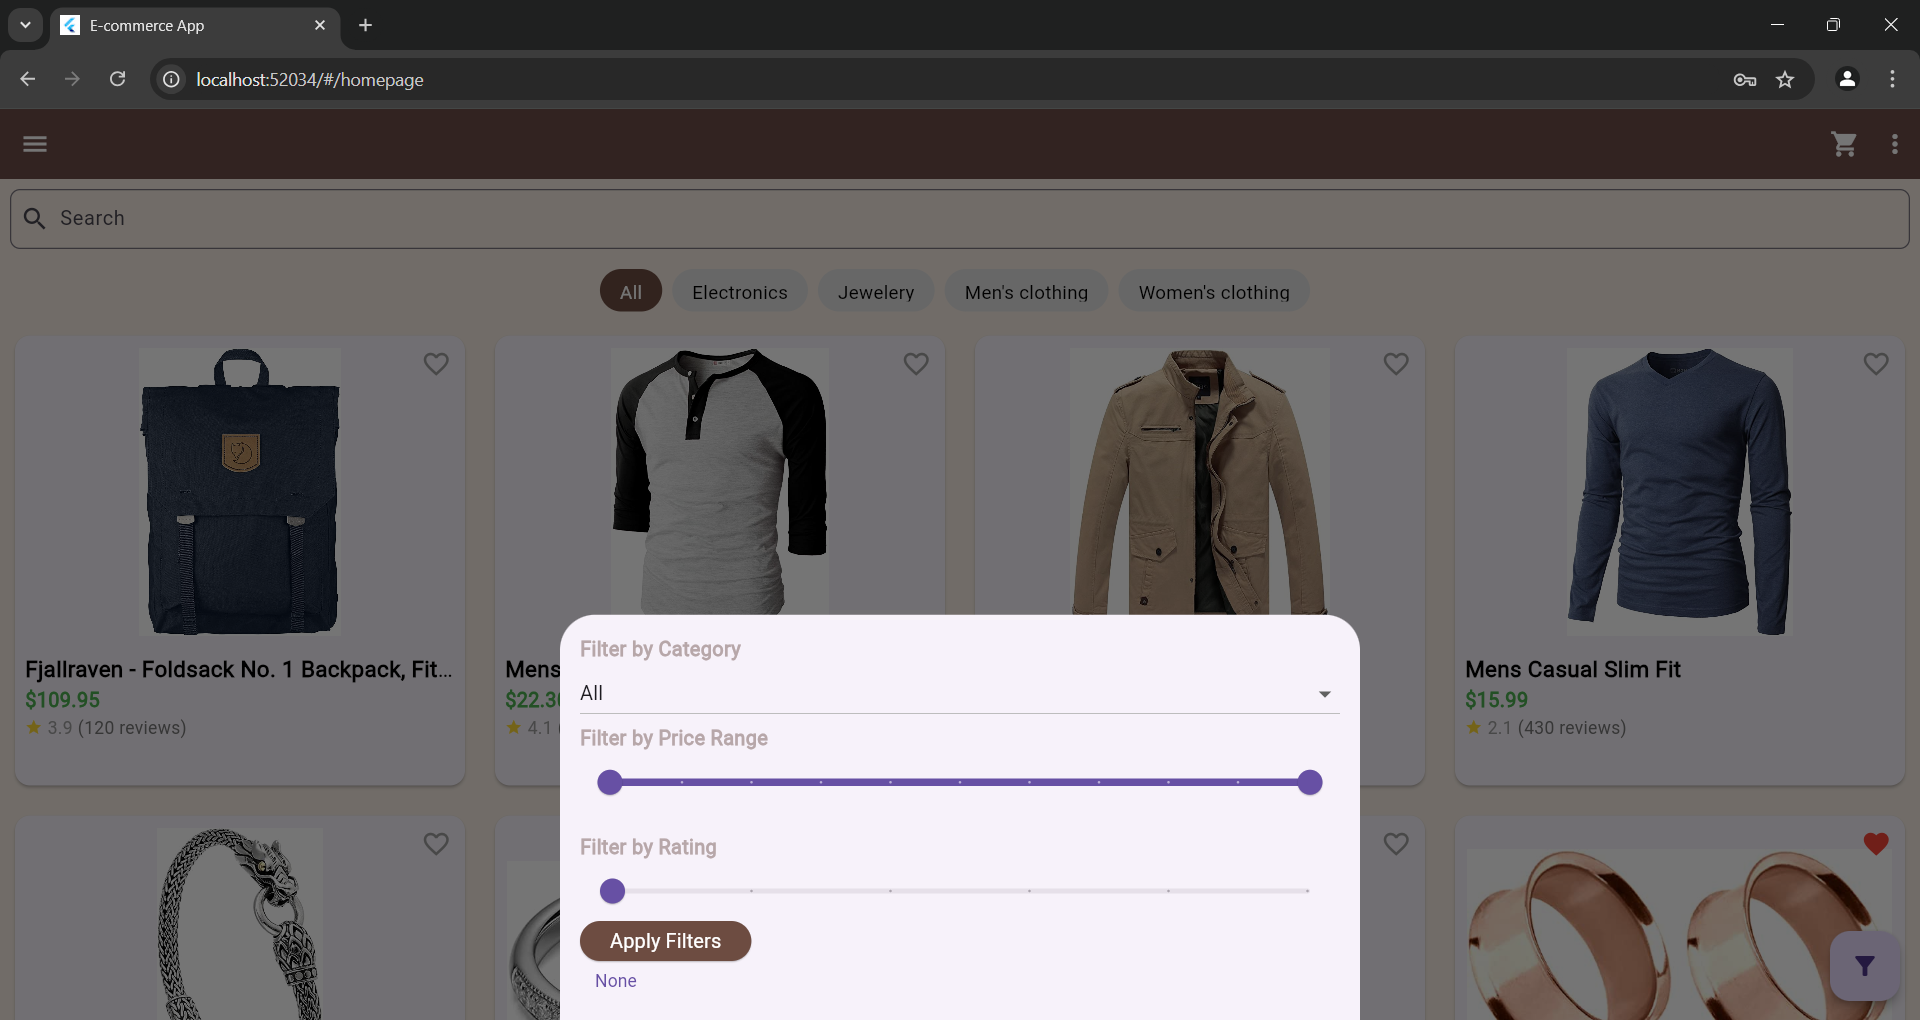 E-commerce App
localhost:52034/#/homepage
Search
All
Electronics
Jewelery
Men's clothing
Women's clothing
Fjallraven - Foldsack No. 1 Backpack, Fit...
$109.95
3.9 (120 reviews)
Mens
$22.3
4.1 (
Mens Casual Slim Fit
$15.99
2.1 (430 reviews)
Filter by Category
All
Filter by Price Range
Filter by Rating
Apply Filters
None